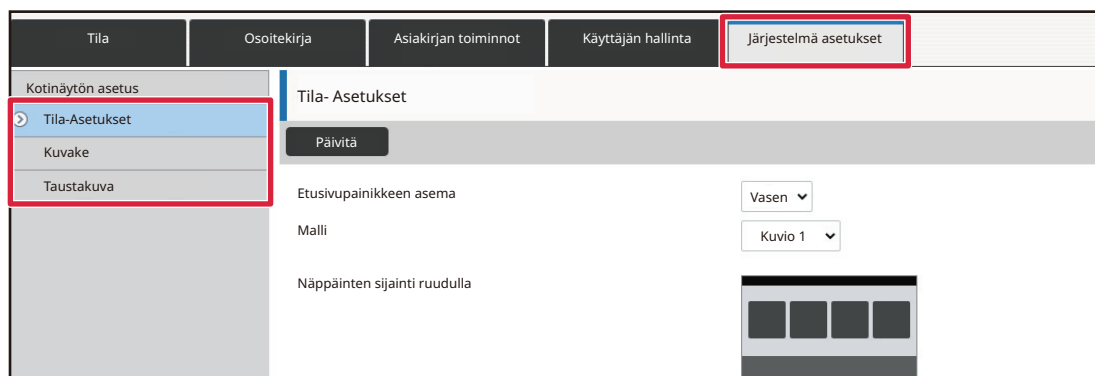 Tila
Osoitekirja
Asiakirjan toiminnot
Käyttäjän hallinta
Järjestelmä asetukset
Kotinäytön asetus
Tila-Asetukset
Kuvake
Taustakuva
Tila- Asetukset
Päivitä
Etusivupainikkeen asema
Vasen
Malli
Kuvio 1
Näppäinten sijainti ruudulla